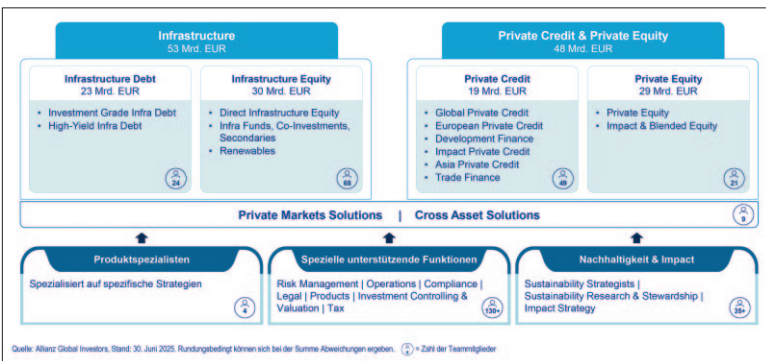 Infrastructure
53 Mrd. EUR
Private Credit & Private Equity
48 Mrd. EUR
Infrastructure Debt
23 Mrd. EUR
• Investment Grade Infra Debt
• High-Yield Infra Debt
24
Infrastructure Equity
30 Mrd. EUR
• Direct Infrastructure Equity
• Infra Funds, Co-Investments,
Secondaries
• Renewables
68
Private Credit
19 Mrd. EUR
• Global Private Credit
• European Private Credit
• Development Finance
• Impact Private Credit
• Asia Private Credit
• Trade Finance
49
Private Equity
29 Mrd. EUR
• Private Equity
• Impact & Blended Equity
21
Private Markets Solutions | Cross Asset Solutions
9
Produktspezialisten
Spezialisiert auf spezifische Strategien
4
Spezielle unterstützende Funktionen
Risk Management | Operations | Compliance |
Legal | Products | Investment Controlling &
Valuation | Tax
130+
Nachhaltigkeit & Impact
Sustainability Strategists |
Sustainability Research & Stewardship |
Impact Strategy
35+
Quelle: Allianz Global Investors, Stand: 30. Juni 2025. Rundungsbedingt können sich bei der Summe Abweichungen ergeben. = Zahl der Teammitglieder